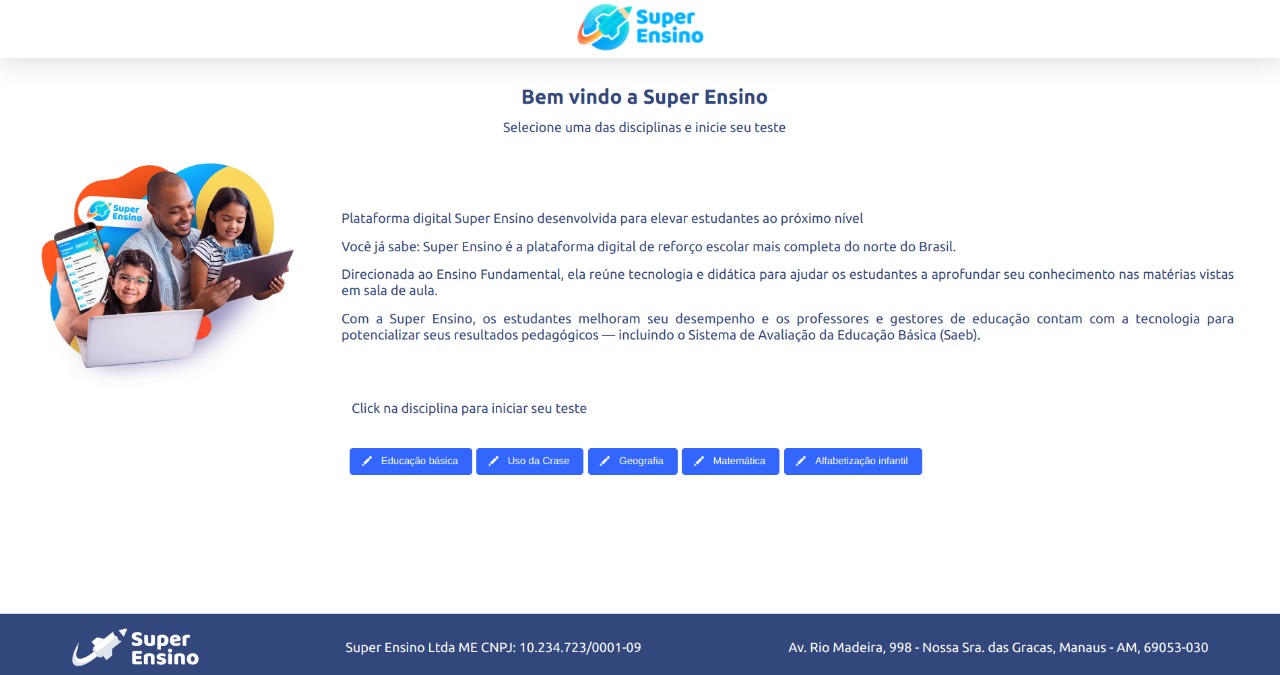 Super
Ensino
Bem vindo a Super Ensino
Selecione uma das disciplinas e inicie seu teste
Super
Ensino
Plataforma digital Super Ensino desenvolvida para elevar estudantes ao próximo nível
Você já sabe: Super Ensino é a plataforma digital de reforço escolar mais completa do norte do Brasil.
Direcionada ao Ensino Fundamental, ela reúne tecnologia e didática para ajudar os estudantes a aprofundar seu conhecimento nas matérias vistas
em sala de aula.
Com a Super Ensino, os estudantes melhoram seu desempenho e os professores e gestores de educação contam com a tecnologia para
potencializar seus resultados pedagógicos — incluindo o Sistema de Avaliação da Educação Básica (Saeb).
Click na disciplina para iniciar seu teste
Educação básica Uso da Crase Geografia Matemática Alfabetização infantil
Super
Ensino
Super Ensino Ltda ME CNPJ: 10.234.723/0001-09
Av. Rio Madeira, 998 - Nossa Sra. das Gracas, Manaus - AM, 69053-030